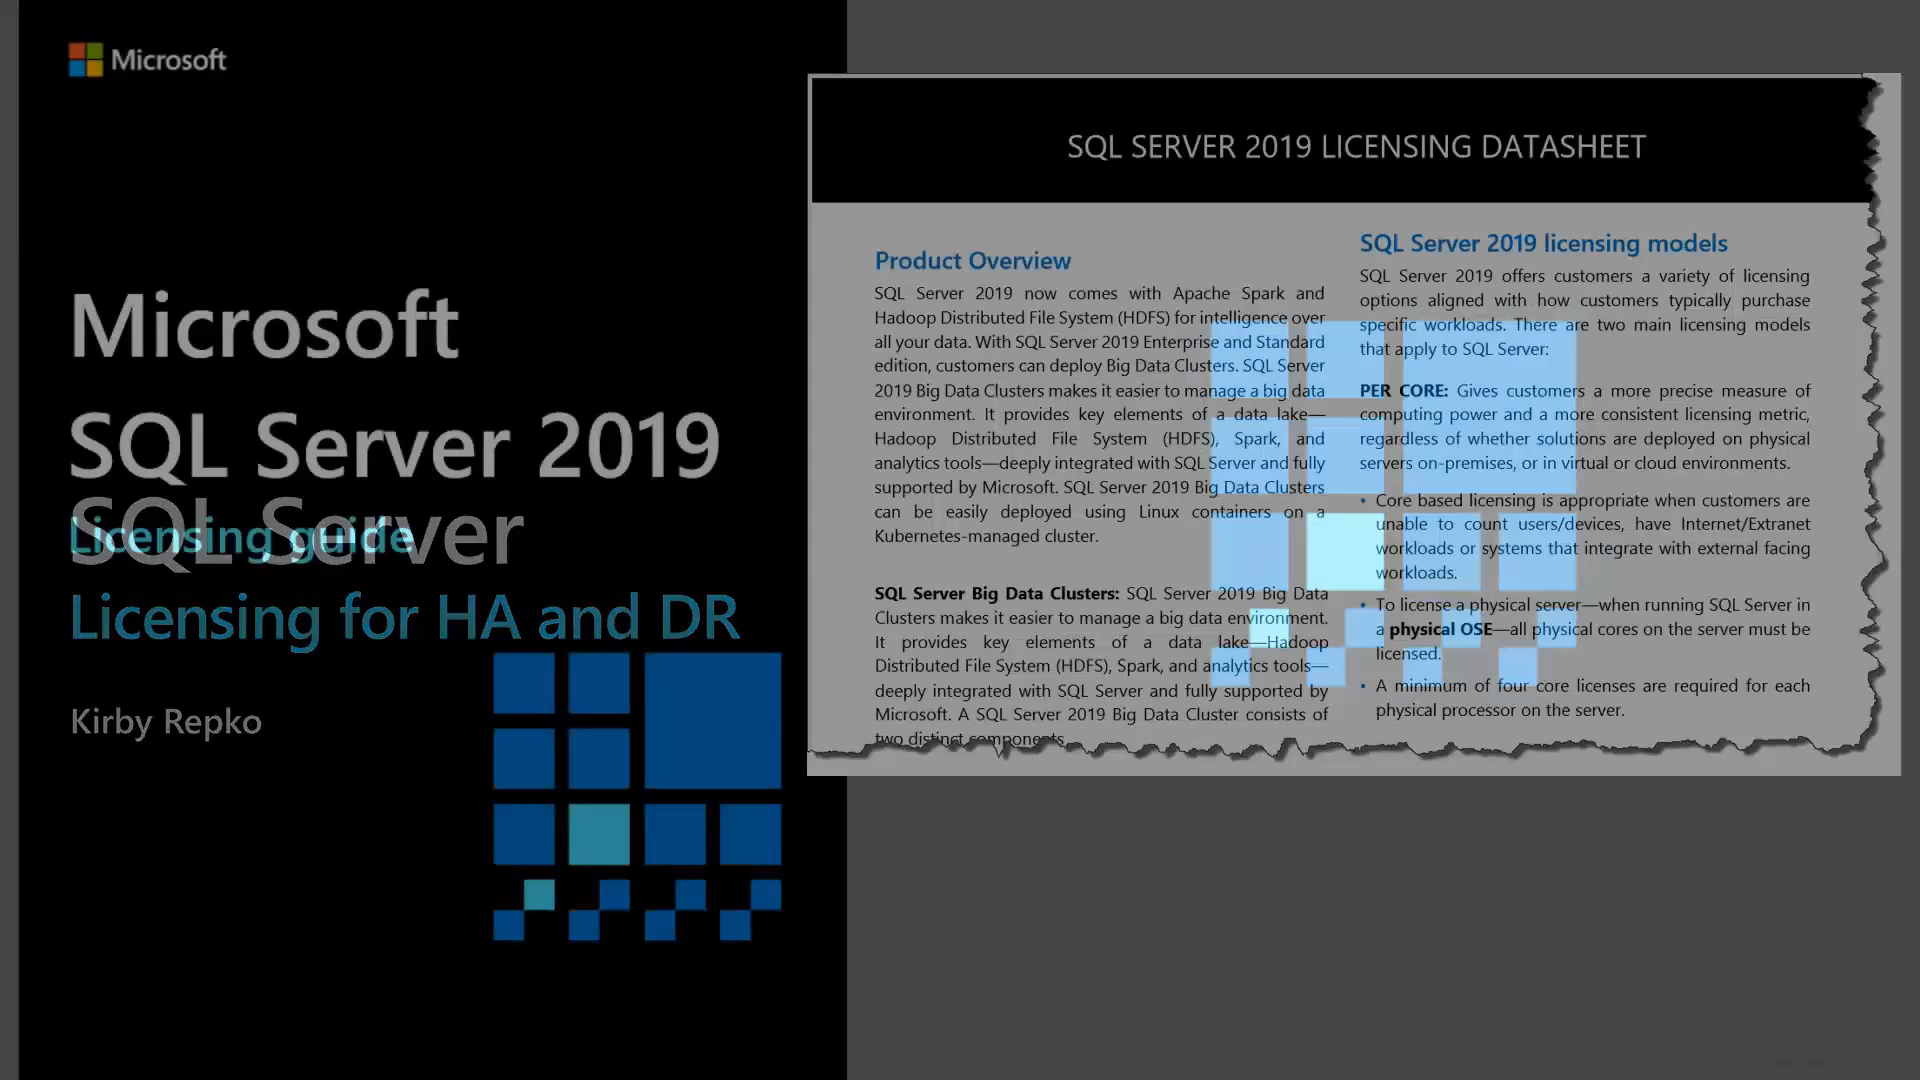 Microsoft
Microsoft
SQL Server 2019
Licensing guide
SQL Server
Licensing for HA and DR
Kirby Repko
SQL SERVER 2019 LICENSING DATASHEET
Product Overview
SQL Server 2019 now comes with Apache Spark and
Hadoop Distributed File System (HDFS) for intelligence over
all your data. With SQL Server 2019 Enterprise and Standard
edition, customers can deploy Big Data Clusters. SQL Server
2019 Big Data Clusters makes it easier to manage a big data
environment. It provides key elements of a data lake—
Hadoop Distributed File System (HDFS), Spark, and
analytics tools—deeply integrated with SQL Server and fully
supported by Microsoft. SQL Server 2019 Big Data Clusters
can be easily deployed using Linux containers on a
Kubernetes-managed cluster.
SQL Server Big Data Clusters: SQL Server 2019 Big Data
Clusters makes it easier to manage a big data environment.
It provides key elements of a data lake—Hadoop
Distributed File System (HDFS), Spark, and analytics tools—
deeply integrated with SQL Server and fully supported by
Microsoft. A SQL Server 2019 Big Data Cluster consists of
two distinct components
SQL Server 2019 licensing models
SQL Server 2019 offers customers a variety of licensing
options aligned with how customers typically purchase
specific workloads. There are two main licensing models
that apply to SQL Server:
PER CORE: Gives customers a more precise measure of
computing power and a more consistent licensing metric,
regardless of whether solutions are deployed on physical
servers on-premises, or in virtual or cloud environments.
• Core based licensing is appropriate when customers are
unable to count users/devices, have Internet/Extranet
workloads or systems that integrate with external facing
workloads.
• To license a physical server—when running SQL Server in
a physical OSE—all physical cores on the server must be
licensed.
• A minimum of four core licenses are required for each
physical processor on the server.